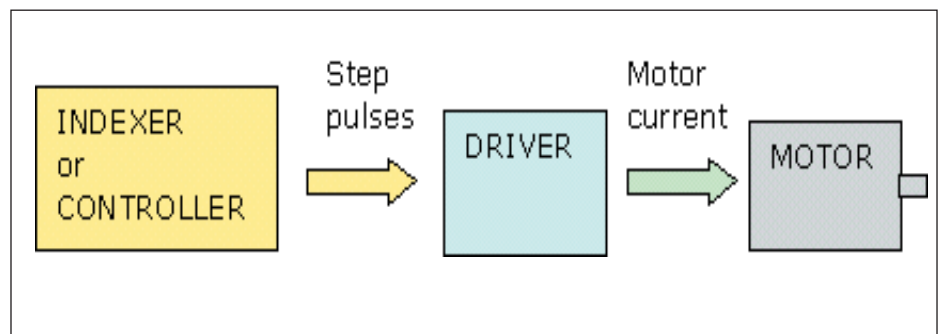 INDEXER
or
CONTROLLER
Step
pulses
DRIVER
Motor
current
MOTOR